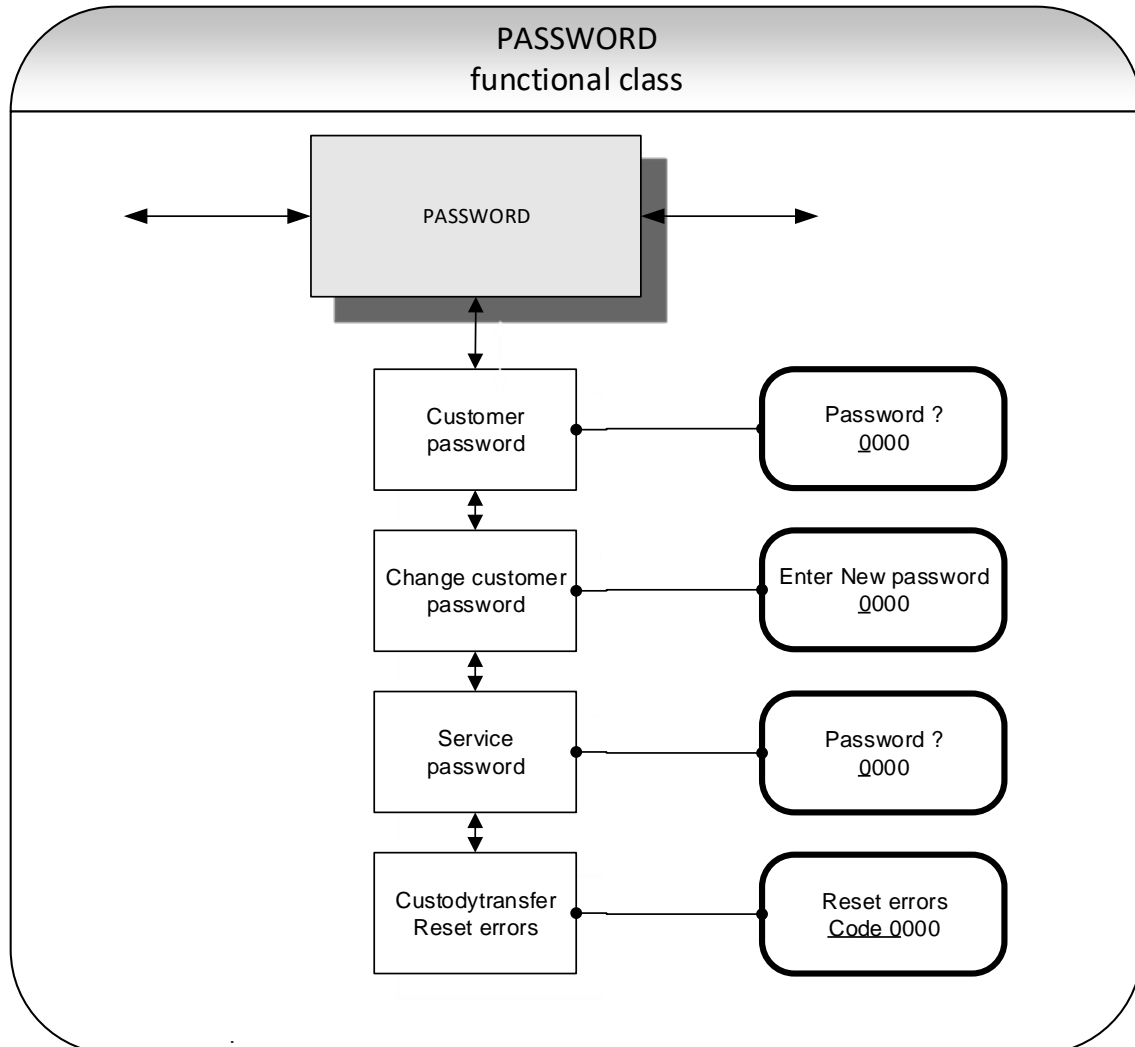 PASSWORD
functional class
PASSWORD
Customer
password
Password ?
0000
Change customer
password
Enter New password
0000
Service
password
Password ?
0000
Custodytransfer
Reset errors
Reset errors
Code 0000